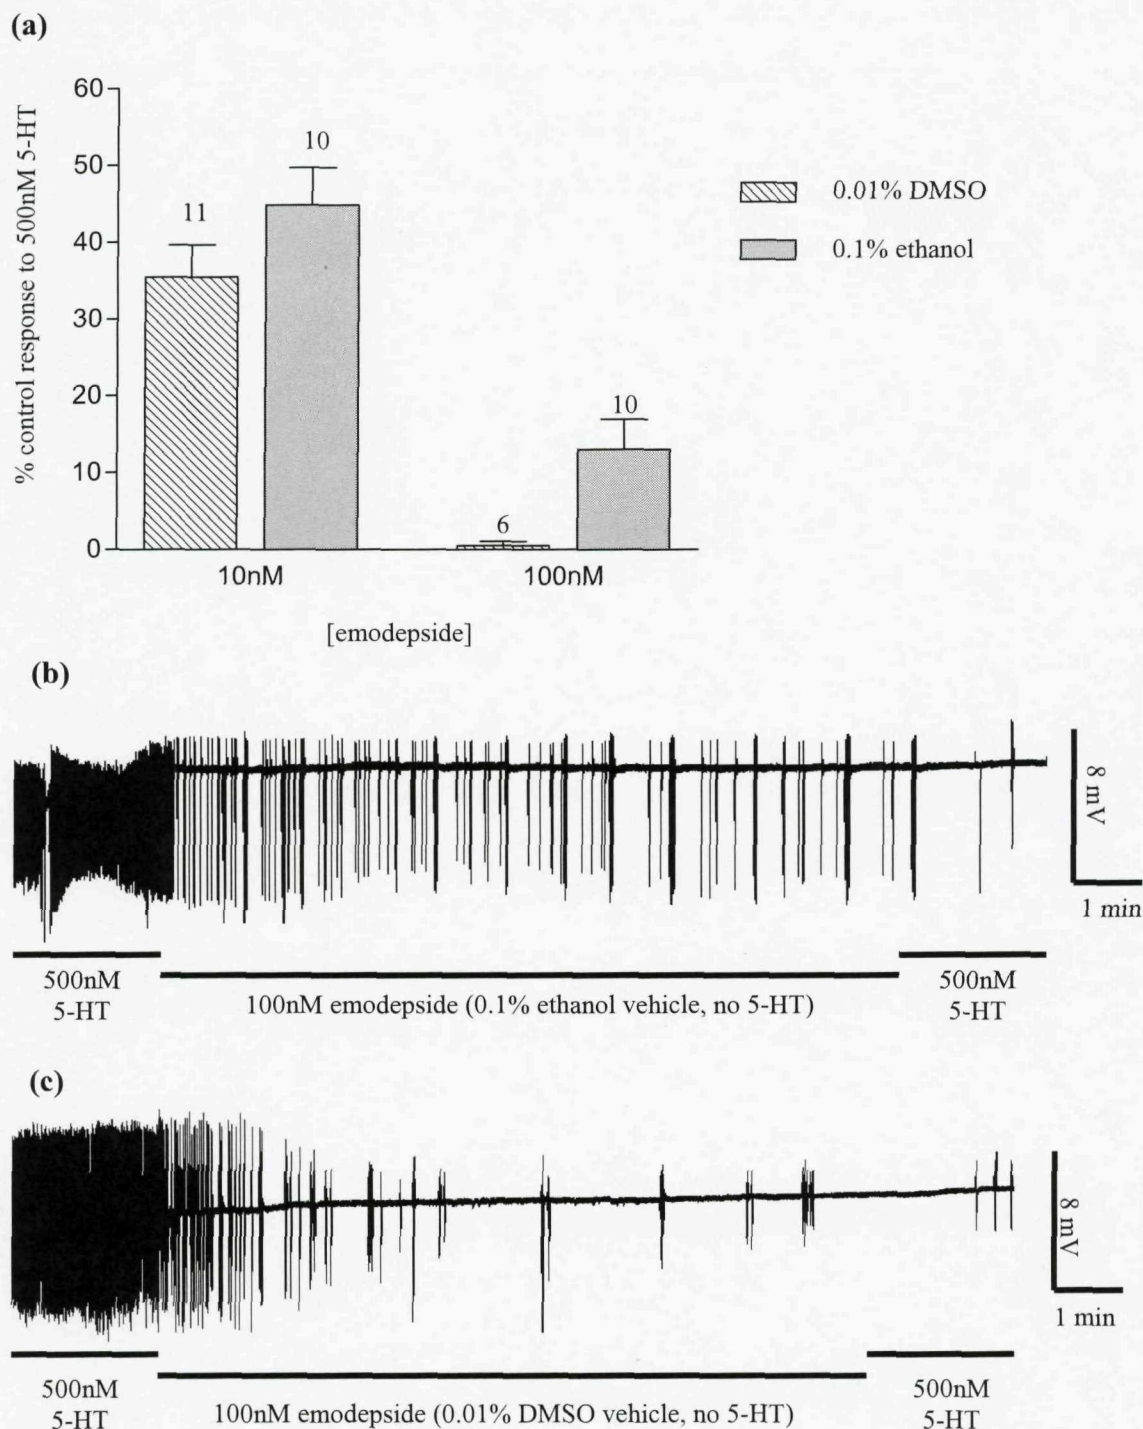 (a)
% control response to 500nM 5-HT
60
50
40
30
20
10
0
11
10
6
10
0.01% DMSO
0.1% ethanol
10nM
100nM
[emodepside]
(b)
8 mV
1 min
500nM
5-HT
100nM emodepside (0.1% ethanol vehicle, no 5-HT)
500nM
5-HT
(c)
8 mV
1 min
500nM
5-HT
100nM emodepside (0.01% DMSO vehicle, no 5-HT)
500nM
5-HT